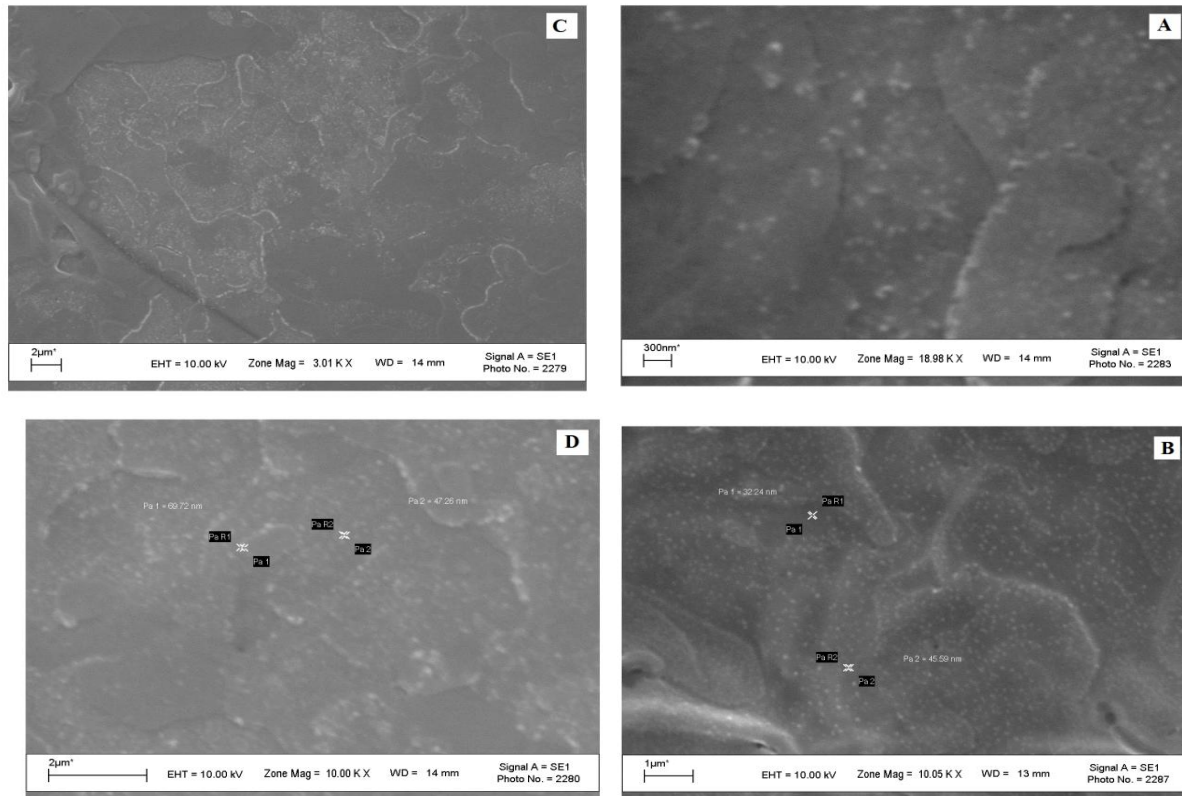 C
2µm*
EHT = 10.00 kV
Zone Mag = 3.01 K X
WD = 14 mm
Signal A = SE1
Photo No. = 2279
A
300nm*
EHT = 10.00 kV
Zone Mag = 18.98 K X
WD = 14 mm
Signal A = SE1
Photo No. = 2283
D
Pa 1 = 69.72 nm
Pa 2 = 47.26 nm
Pa R1
Pa R2
Pa 1
Pa 2
2µm*
EHT = 10.00 kV
Zone Mag = 10.00 K X
WD = 14 mm
Signal A = SE1
Photo No. = 2280
B
Pa 1 = 32.24 nm
Pa R1
Pa 1
Pa R2
Pa 2 = 45.59 nm
Pa 2
1µm*
EHT = 10.00 kV
Zone Mag = 10.05 K X
WD = 13 mm
Signal A = SE1
Photo No. = 2287